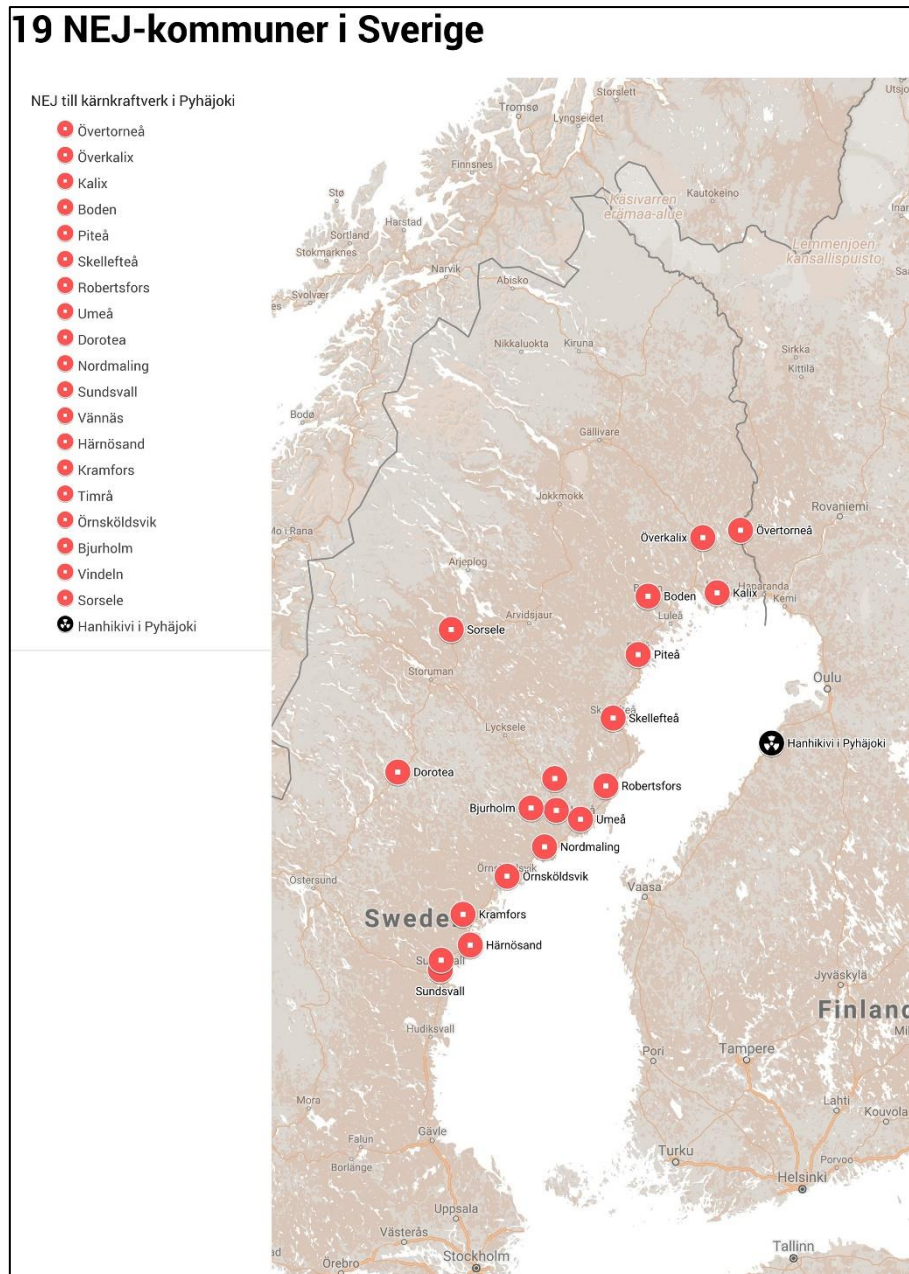 19 NEJ-kommuner i Sverige
NEJ till kärnkraftverk i Pyhäjoki
Övertorneå
Överkalix
Kalix
Boden
Piteå
Skellefteå
Robertsfors
Umeå
Dorotea
Nordmaling
Sundsvall
Vännäs
Härnösand
Kramfors
Timrå
Örnsköldsvik
Bjurholm
Vindeln
Sorsele
Hanhikivi i Pyhäjoki
Storslett
Tromsø
Lyngseidet
Finnsnes
Käsivarren
erämaa-alue
Kautokeino
Stø
Harstad
Sortland
Stokmarknes
Lemmenjoen
kansallispuisto
Narvik
Abisko
Svolvær
Nikkaluokta
Kiruna
Sirkka
Kittilä
Bodø
Gällivare
Jokkmokk
Rovaniemi
Mo i Rana
Överkalix
Övertorneå
Arjeplog
Haparanda
Kemi
Boden
Kalix
Arvidsjaur
Luleå
Sorsele
Piteå
Storuman
Oulu
Skellefteå
Lycksele
Hanhikivi i Pyhäjoki
Dorotea
Robertsfors
Bjurholm
Umeå
Nordmaling
Örnsköldsvik
Östersund
Vaasa
Kramfors
Härnösand
Sundsvall
Jyväskylä
Hudiksvall
Pori
Tampere
Mora
Lahti
Kouvola
Gävle
Falun
Borlänge
Turku
Porvoo
Helsinki
Uppsala
Västerås
Stockholm
Örebro
Tallinn